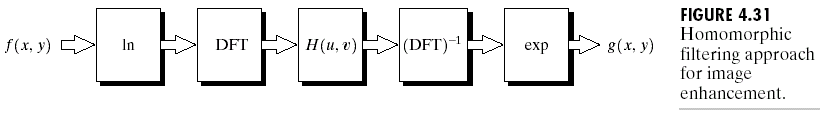 f(x, y) ln DFT H(u, v) (DFT)⁻¹ exp g(x, y)
FIGURE 4.31
Homomorphic
filtering approach
for image
enhancement.